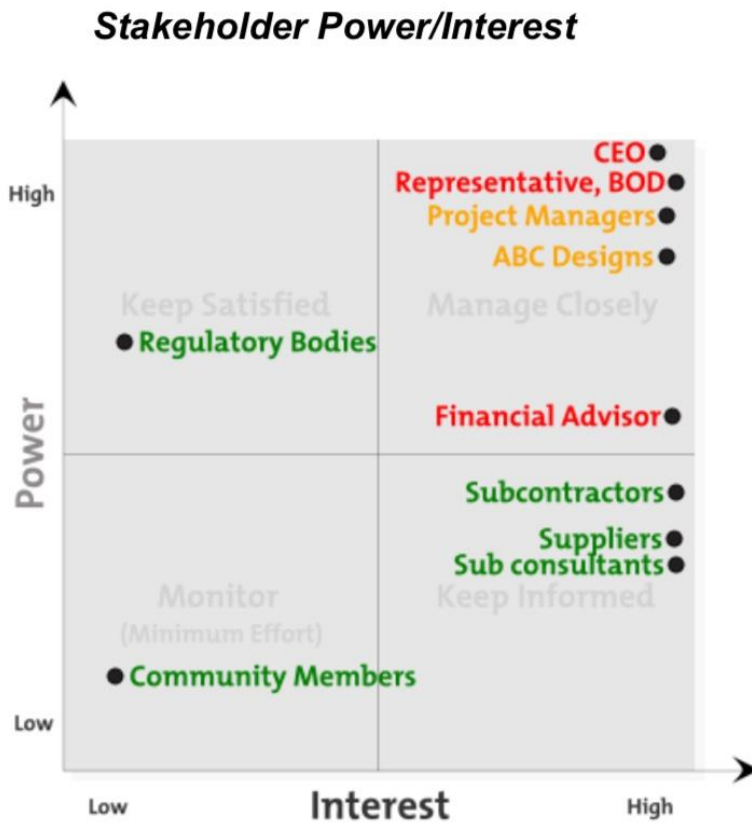 Stakeholder Power/Interest
High
CEO
Representative, BOD
Project Managers
ABC Designs
Keep Satisfied
Manage Closely
Regulatory Bodies
Power
Financial Advisor
Subcontractors
Suppliers
Sub consultants
Monitor
(Minimum Effort)
Keep Informed
Community Members
Low
Low
Interest
High